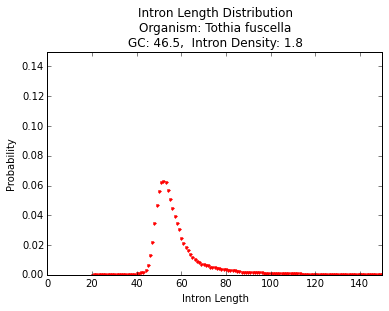 Intron Length Distribution
Organism: Tothia fuscella
GC: 46.5,  Intron Density: 1.8
0.14
0.12
0.10
0.08
0.06
0.04
0.02
0.00
Probability
0 20 40 60 80 100 120 140
Intron Length